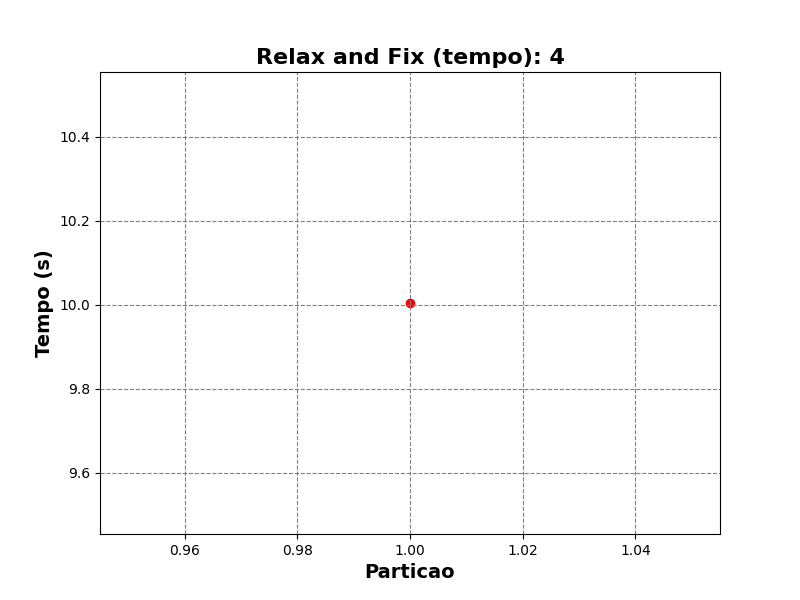 Relax and Fix (tempo): 4
10.4
10.2
10.0
9.8
9.6
Tempo (s)
0.96 0.98 1.00 1.02 1.04
Particao